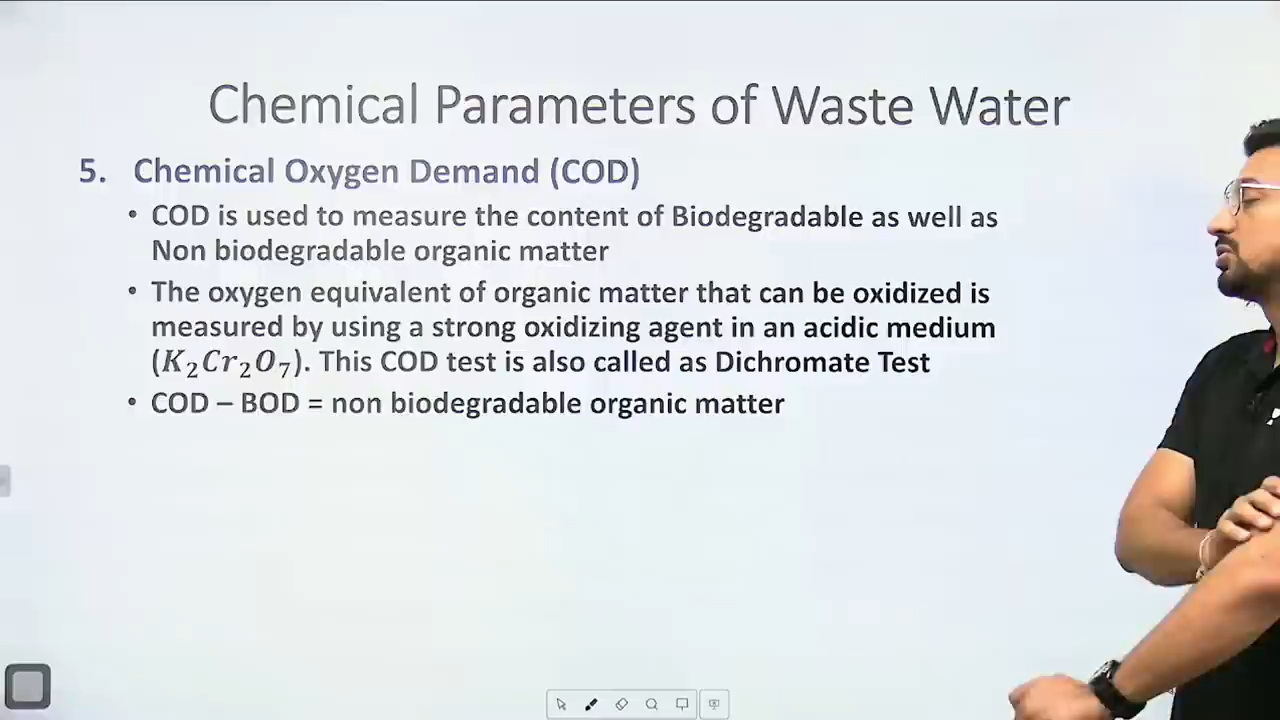 Chemical Parameters of Waste Water
5. Chemical Oxygen Demand (COD)
• COD is used to measure the content of Biodegradable as well as
Non biodegradable organic matter
• The oxygen equivalent of organic matter that can be oxidized is
measured by using a strong oxidizing agent in an acidic medium
(K₂Cr₂O₇). This COD test is also called as Dichromate Test
• COD – BOD = non biodegradable organic matter